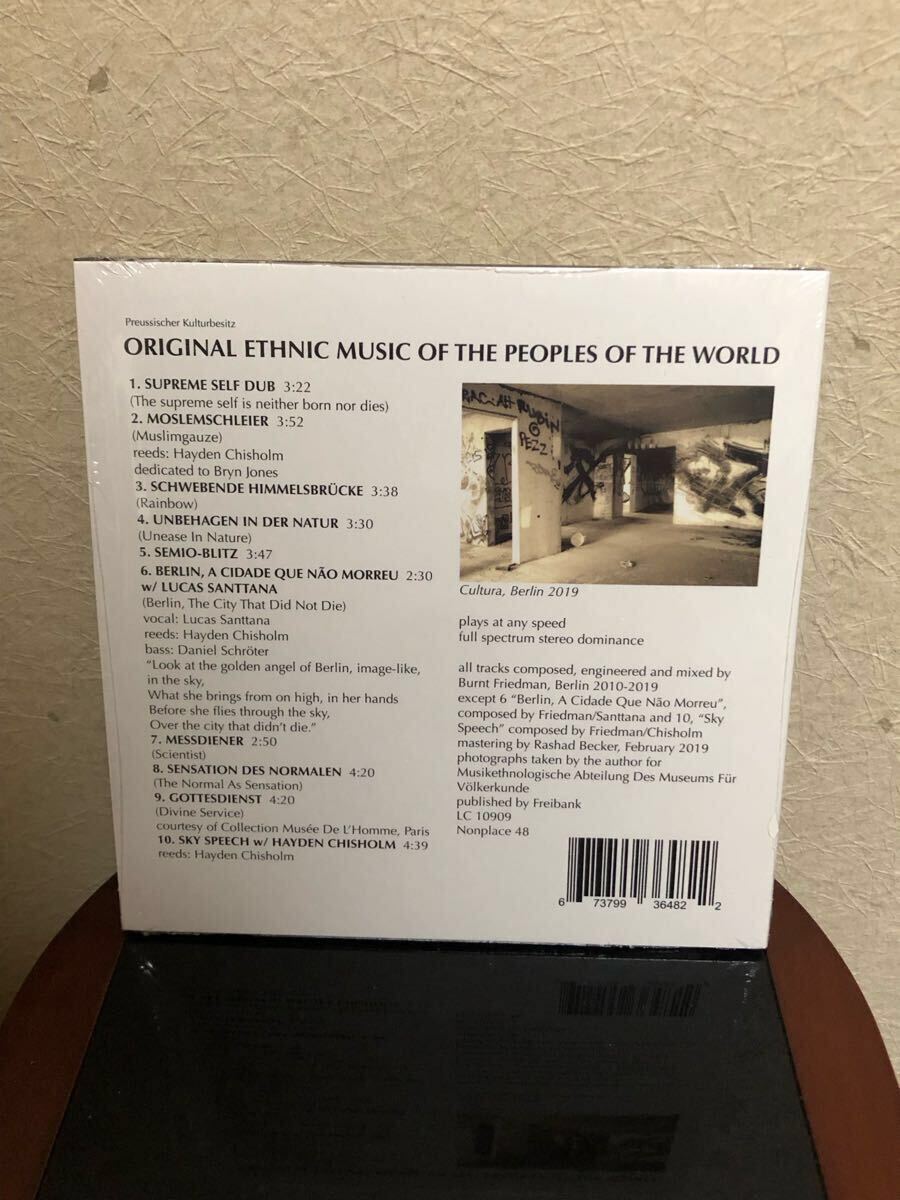 Preussischer Kulturbesitz
ORIGINAL ETHNIC MUSIC OF THE PEOPLES OF THE WORLD
1. SUPREME SELF DUB 3:22
(The supreme self is neither born nor dies)
2. MOSLEMSCHLEIER 3:52
(Muslimgauze)
reeds: Hayden Chisholm
dedicated to Bryn Jones
3. SCHWEBENDE HIMMELSBRÜCKE 3:38
(Rainbow)
4. UNBEHAGEN IN DER NATUR 3:30
(Unease In Nature)
5. SEMIO-BLITZ 3:47
6. BERLIN, A CIDADE QUE NÃO MORREU 2:30
w/ LUCAS SANTTANA
(Berlin, The City That Did Not Die)
vocal: Lucas Santtana
reeds: Hayden Chisholm
bass: Daniel Schröter
“Look at the golden angel of Berlin, image-like,
in the sky,
What she brings from on high, in her hands
Before she flies through the sky,
Over the city that didn’t die.”
7. MESSDIENER 2:50
(Scientist)
8. SENSATION DES NORMALEN 4:20
(The Normal As Sensation)
9. GOTTESDIENST 4:20
(Divine Service)
courtesy of Collection Musée De L’Homme, Paris
10. SKY SPEECH w/ HAYDEN CHISHOLM 4:39
reeds: Hayden Chisholm
RUBIN
@
PEZZ
Cultura, Berlin 2019
plays at any speed
full spectrum stereo dominance
all tracks composed, engineered and mixed by
Burnt Friedman, Berlin 2010-2019
except 6 “Berlin, A Cidade Que Não Morreu”,
composed by Friedman/Santtana and 10, “Sky
Speech” composed by Friedman/Chisholm
mastering by Rashad Becker, February 2019
photographs taken by the author for
Musikethnologische Abteilung Des Museums Für
Völkerkunde
published by Freibank
LC 10909
Nonplace 48
6 73799 36482 2